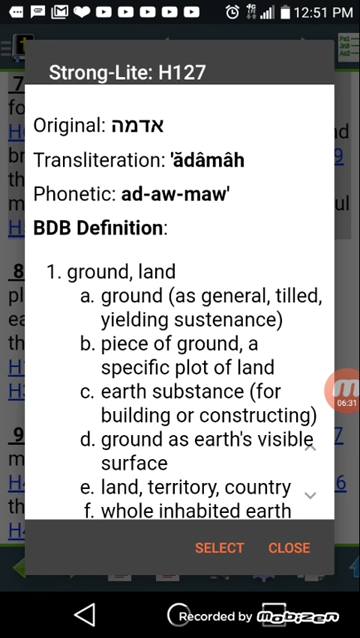 12:51 PM
Strong-Lite: H127
Original: אדמה
Transliteration: 'ădâmâh
Phonetic: ad-aw-maw'
BDB Definition:
1. ground, land
a. ground (as general, tilled,
yielding sustenance)
b. piece of ground, a
specific plot of land
c. earth substance (for
building or constructing)
d. ground as earth's visible
surface
e. land, territory, country
f. whole inhabited earth
06:31
SELECT CLOSE
Recorded by Mobizen